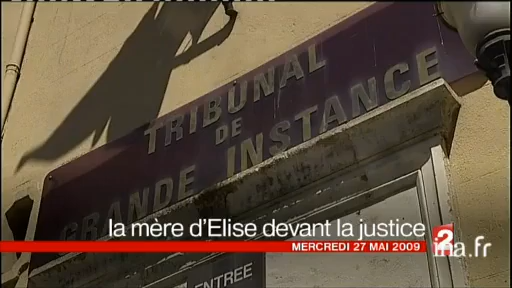 TRIBUNAL
DE
GRANDE INSTANCE
la mère d'Elise devant la justice
MERCREDI 27 MAI 2009
2
ina.fr
ENTREE